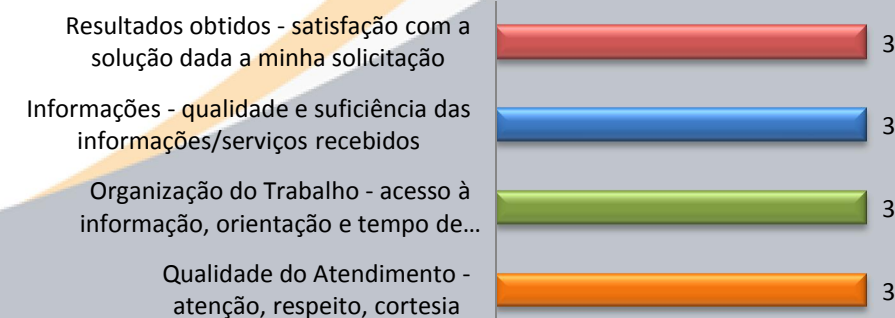 Resultados obtidos - satisfação com a
solução dada a minha solicitação
3
Informações - qualidade e suficiência das
informações/serviços recebidos
3
Organização do Trabalho - acesso à
informação, orientação e tempo de...
3
Qualidade do Atendimento -
atenção, respeito, cortesia
3